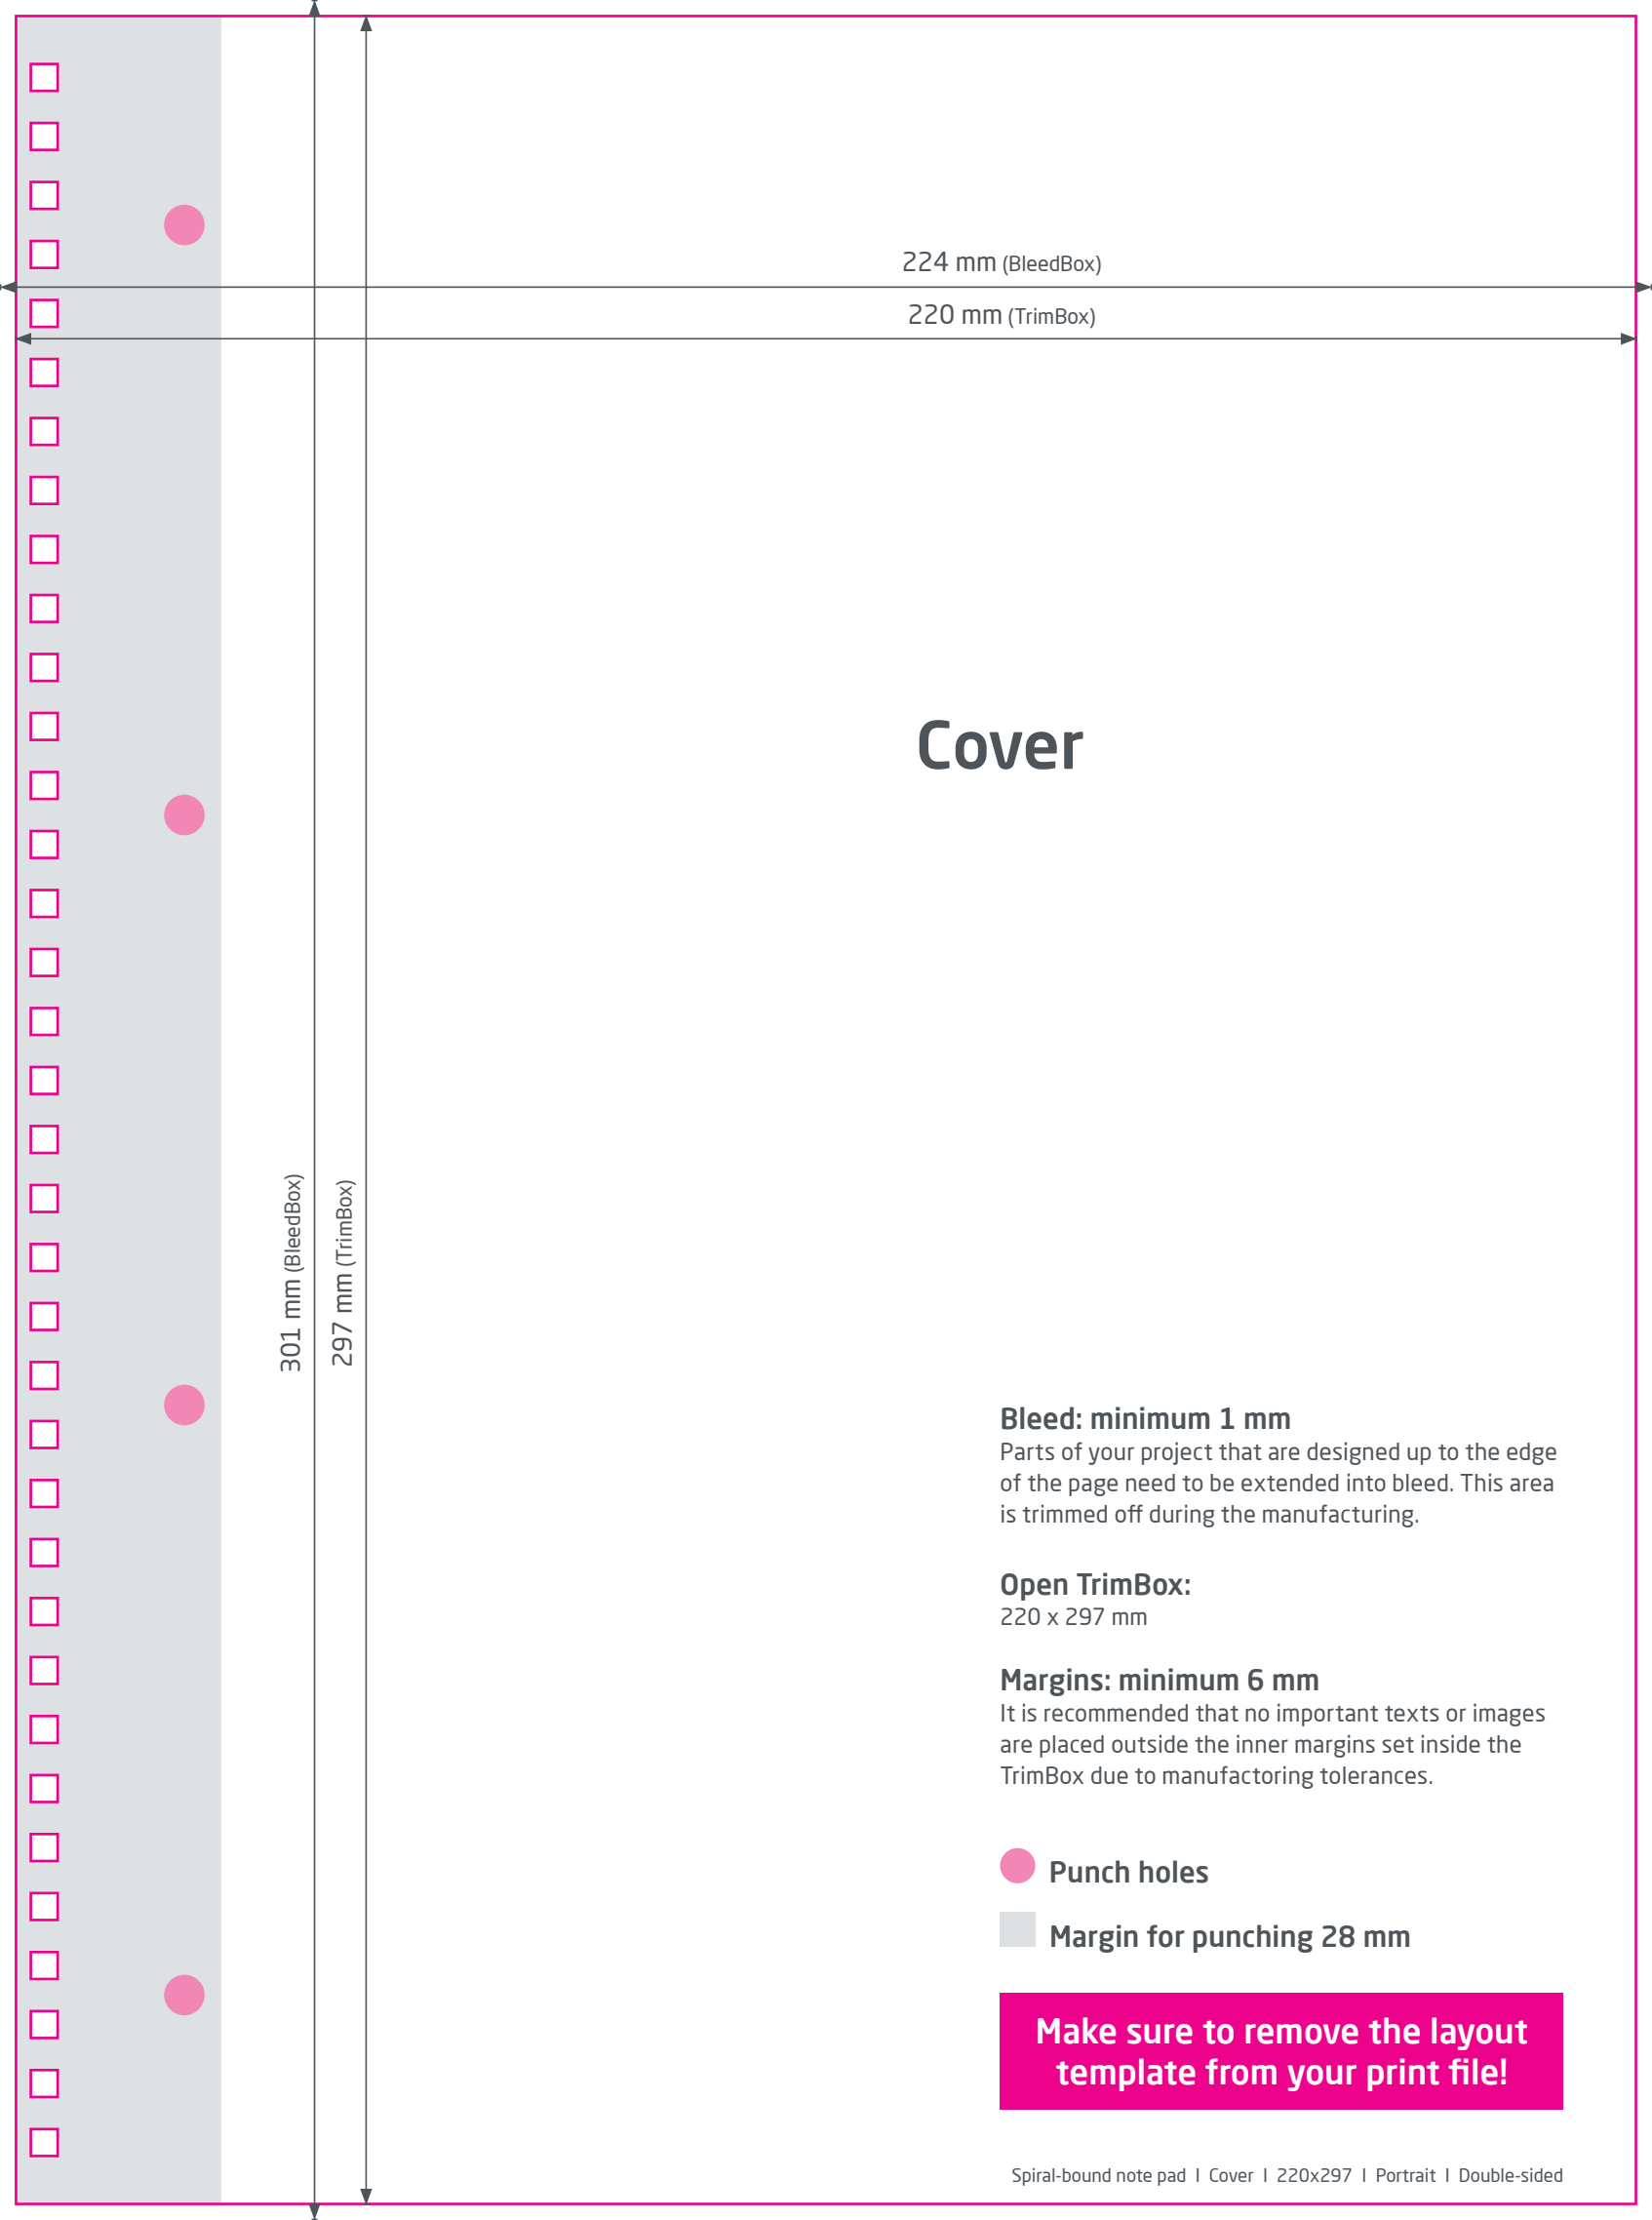 224 mm (BleedBox)
220 mm (TrimBox)
Cover
301 mm (BleedBox)
297 mm (TrimBox)
Bleed: minimum 1 mm
Parts of your project that are designed up to the edge
of the page need to be extended into bleed. This area
is trimmed off during the manufacturing.
Open TrimBox:
220 x 297 mm
Margins: minimum 6 mm
It is recommended that no important texts or images
are placed outside the inner margins set inside the
TrimBox due to manufactoring tolerances.
Punch holes
Margin for punching 28 mm
Make sure to remove the layout
template from your print file!
Spiral-bound note pad I Cover I 220x297 I Portrait I Double-sided